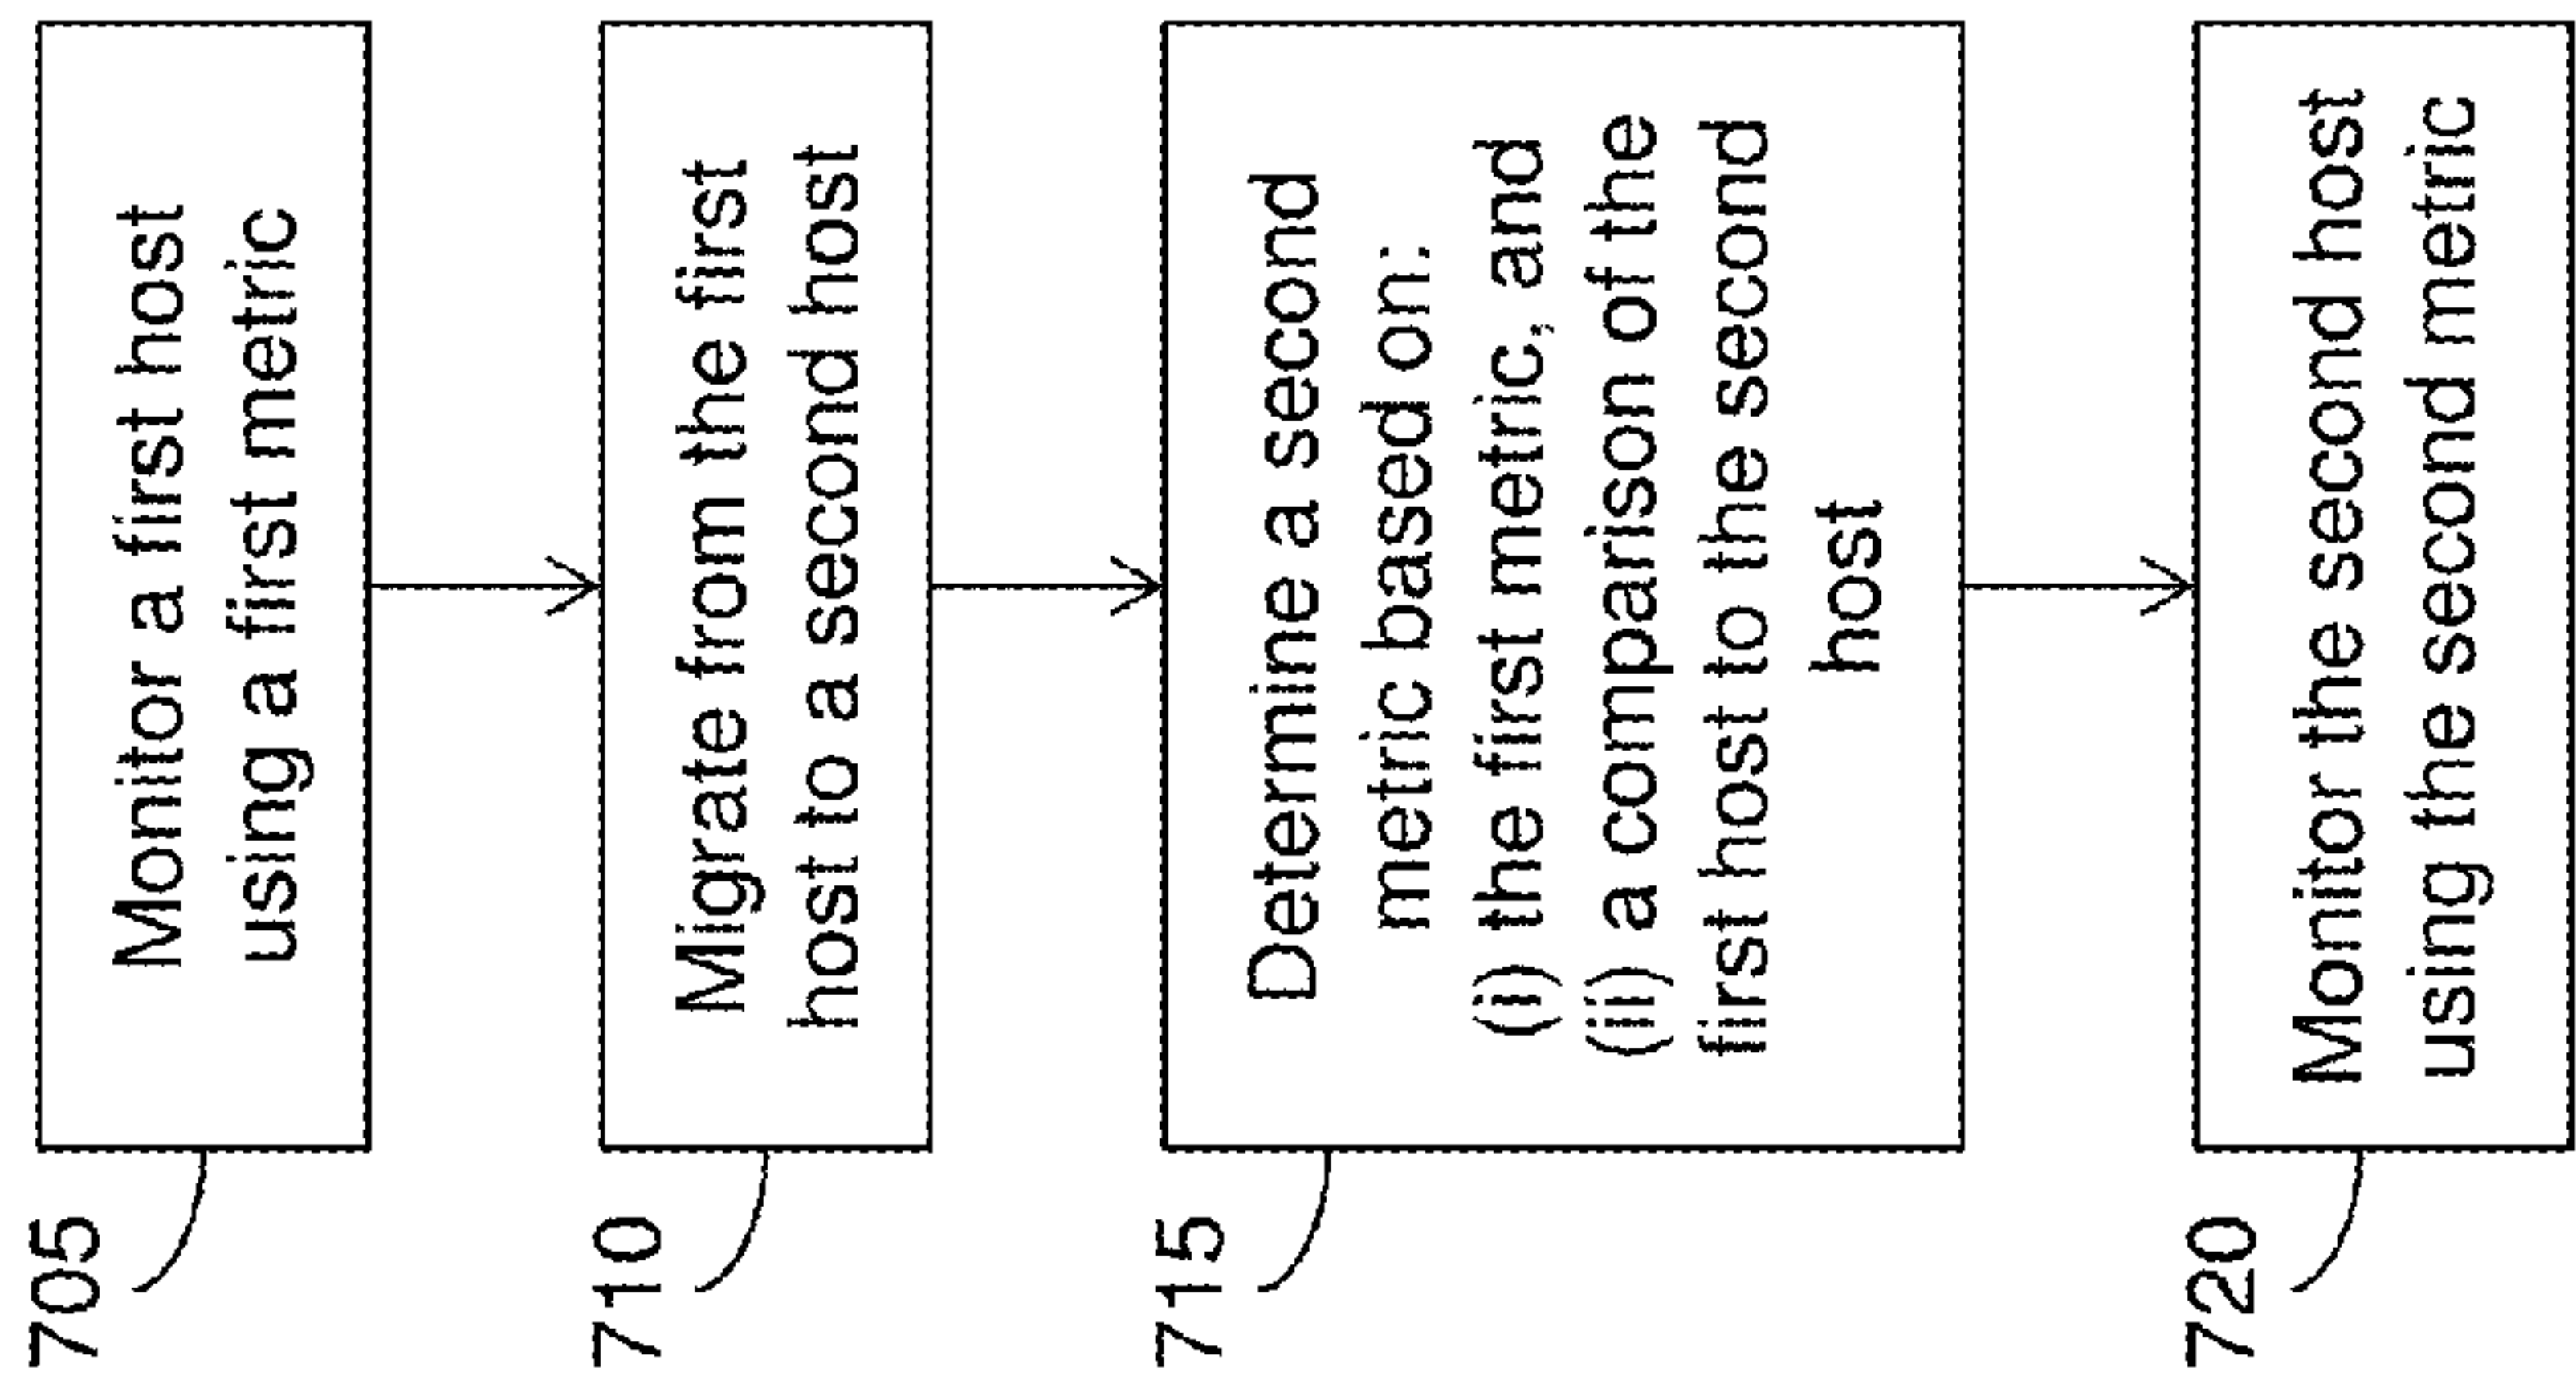 705
Monitor a first host
using a first metric
710
Migrate from the first
host to a second host
715
Determine a second
metric based on:
(i) the first metric, and
(ii) a comparison of the
first host to the second
host
720
Monitor the second host
using the second metric